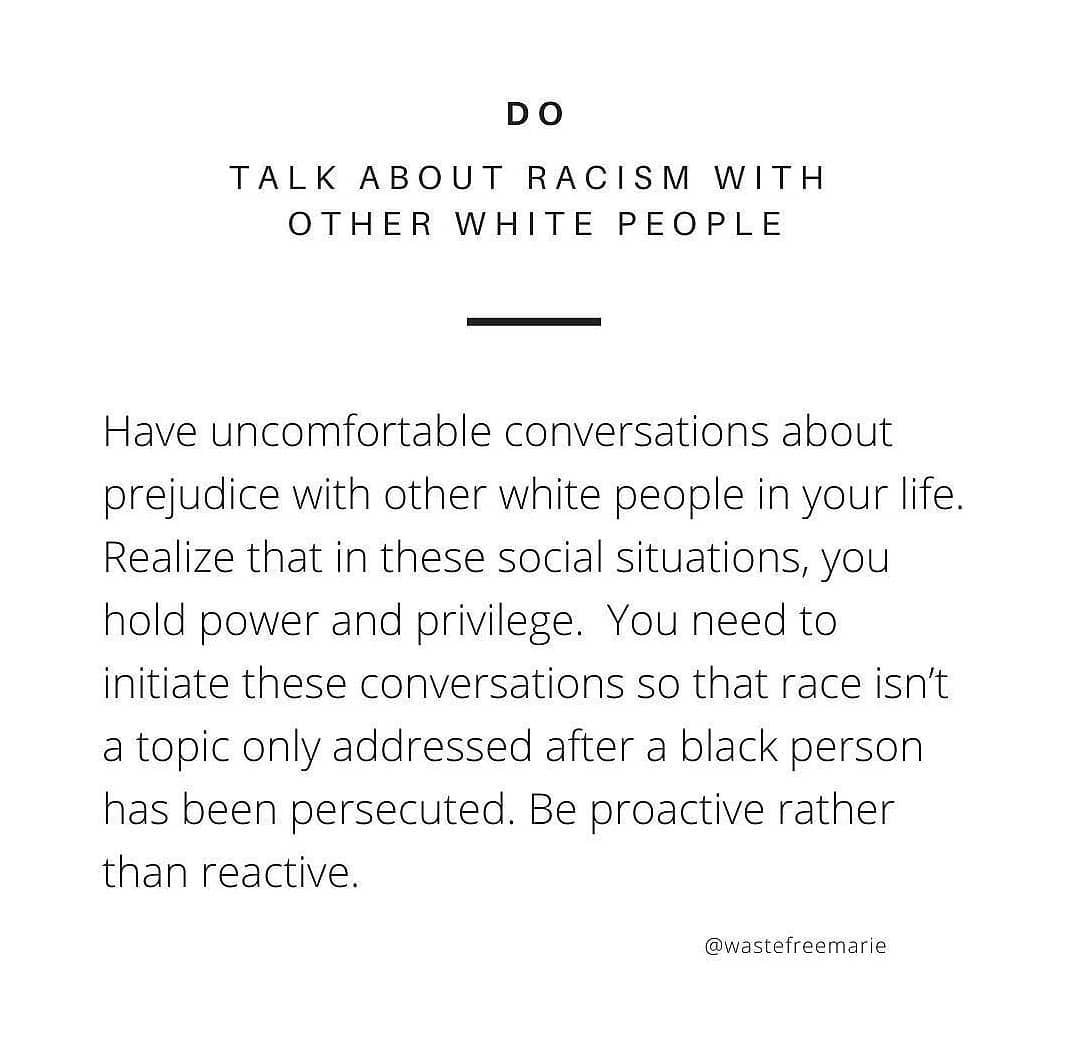 DO
TALK ABOUT RACISM WITH
OTHER WHITE PEOPLE
Have uncomfortable conversations about
prejudice with other white people in your life.
Realize that in these social situations, you
hold power and privilege.  You need to
initiate these conversations so that race isn’t
a topic only addressed after a black person
has been persecuted. Be proactive rather
than reactive.
@wastefreemarie